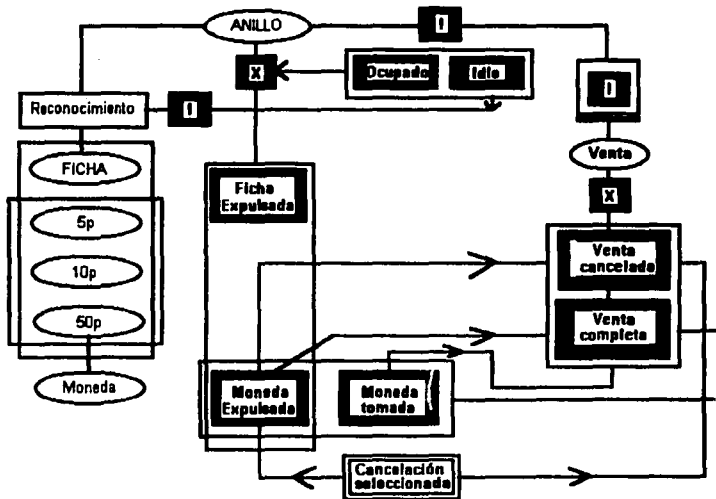 ANILLO
I
X
Ocupado
Idle
Reconocimiento
I
I
FICHA
Venta
X
Ficha
Expulsada
5p
10p
50p
Venta
cancelada
Venta
completa
Moneda
Moneda
Expulsada
Moneda
tomada
Cancelación
seleccionada